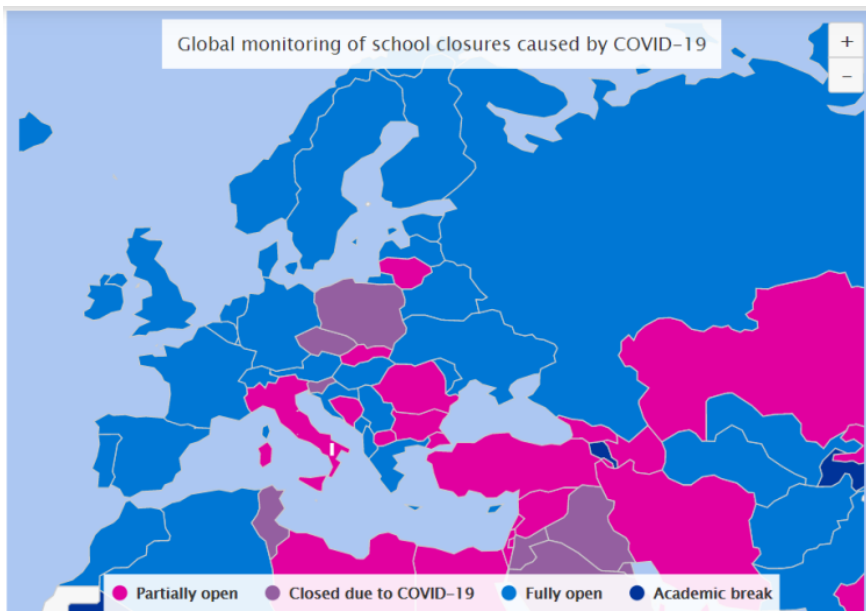 Global monitoring of school closures caused by COVID-19
+
−
Partially open Closed due to COVID-19 Fully open Academic break